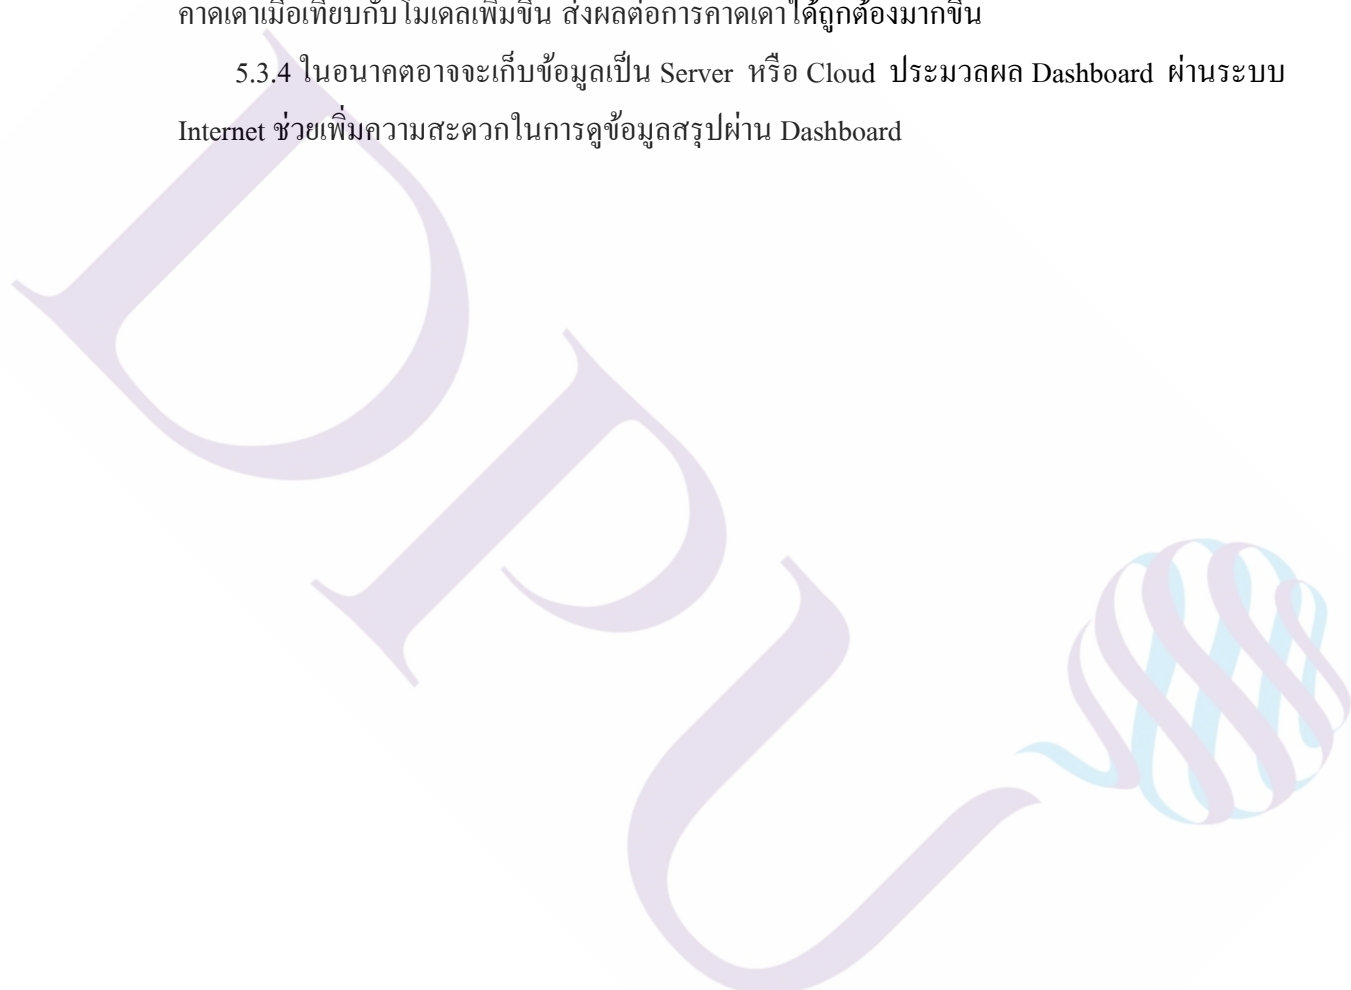 คาดเดาเมื่อเทียบกับโมเดลเพิ่มขึ้น ส่งผลต่อการคาดเดาได้ถูกต้องมากขึ้น
5.3.4 ในอนาคตอาจจะเก็บข้อมูลเป็น Server หรือ Cloud ประมวลผล Dashboard ผ่านระบบ
Internet ช่วยเพิ่มความสะดวกในการดูข้อมูลสรุปผ่าน Dashboard
DPU